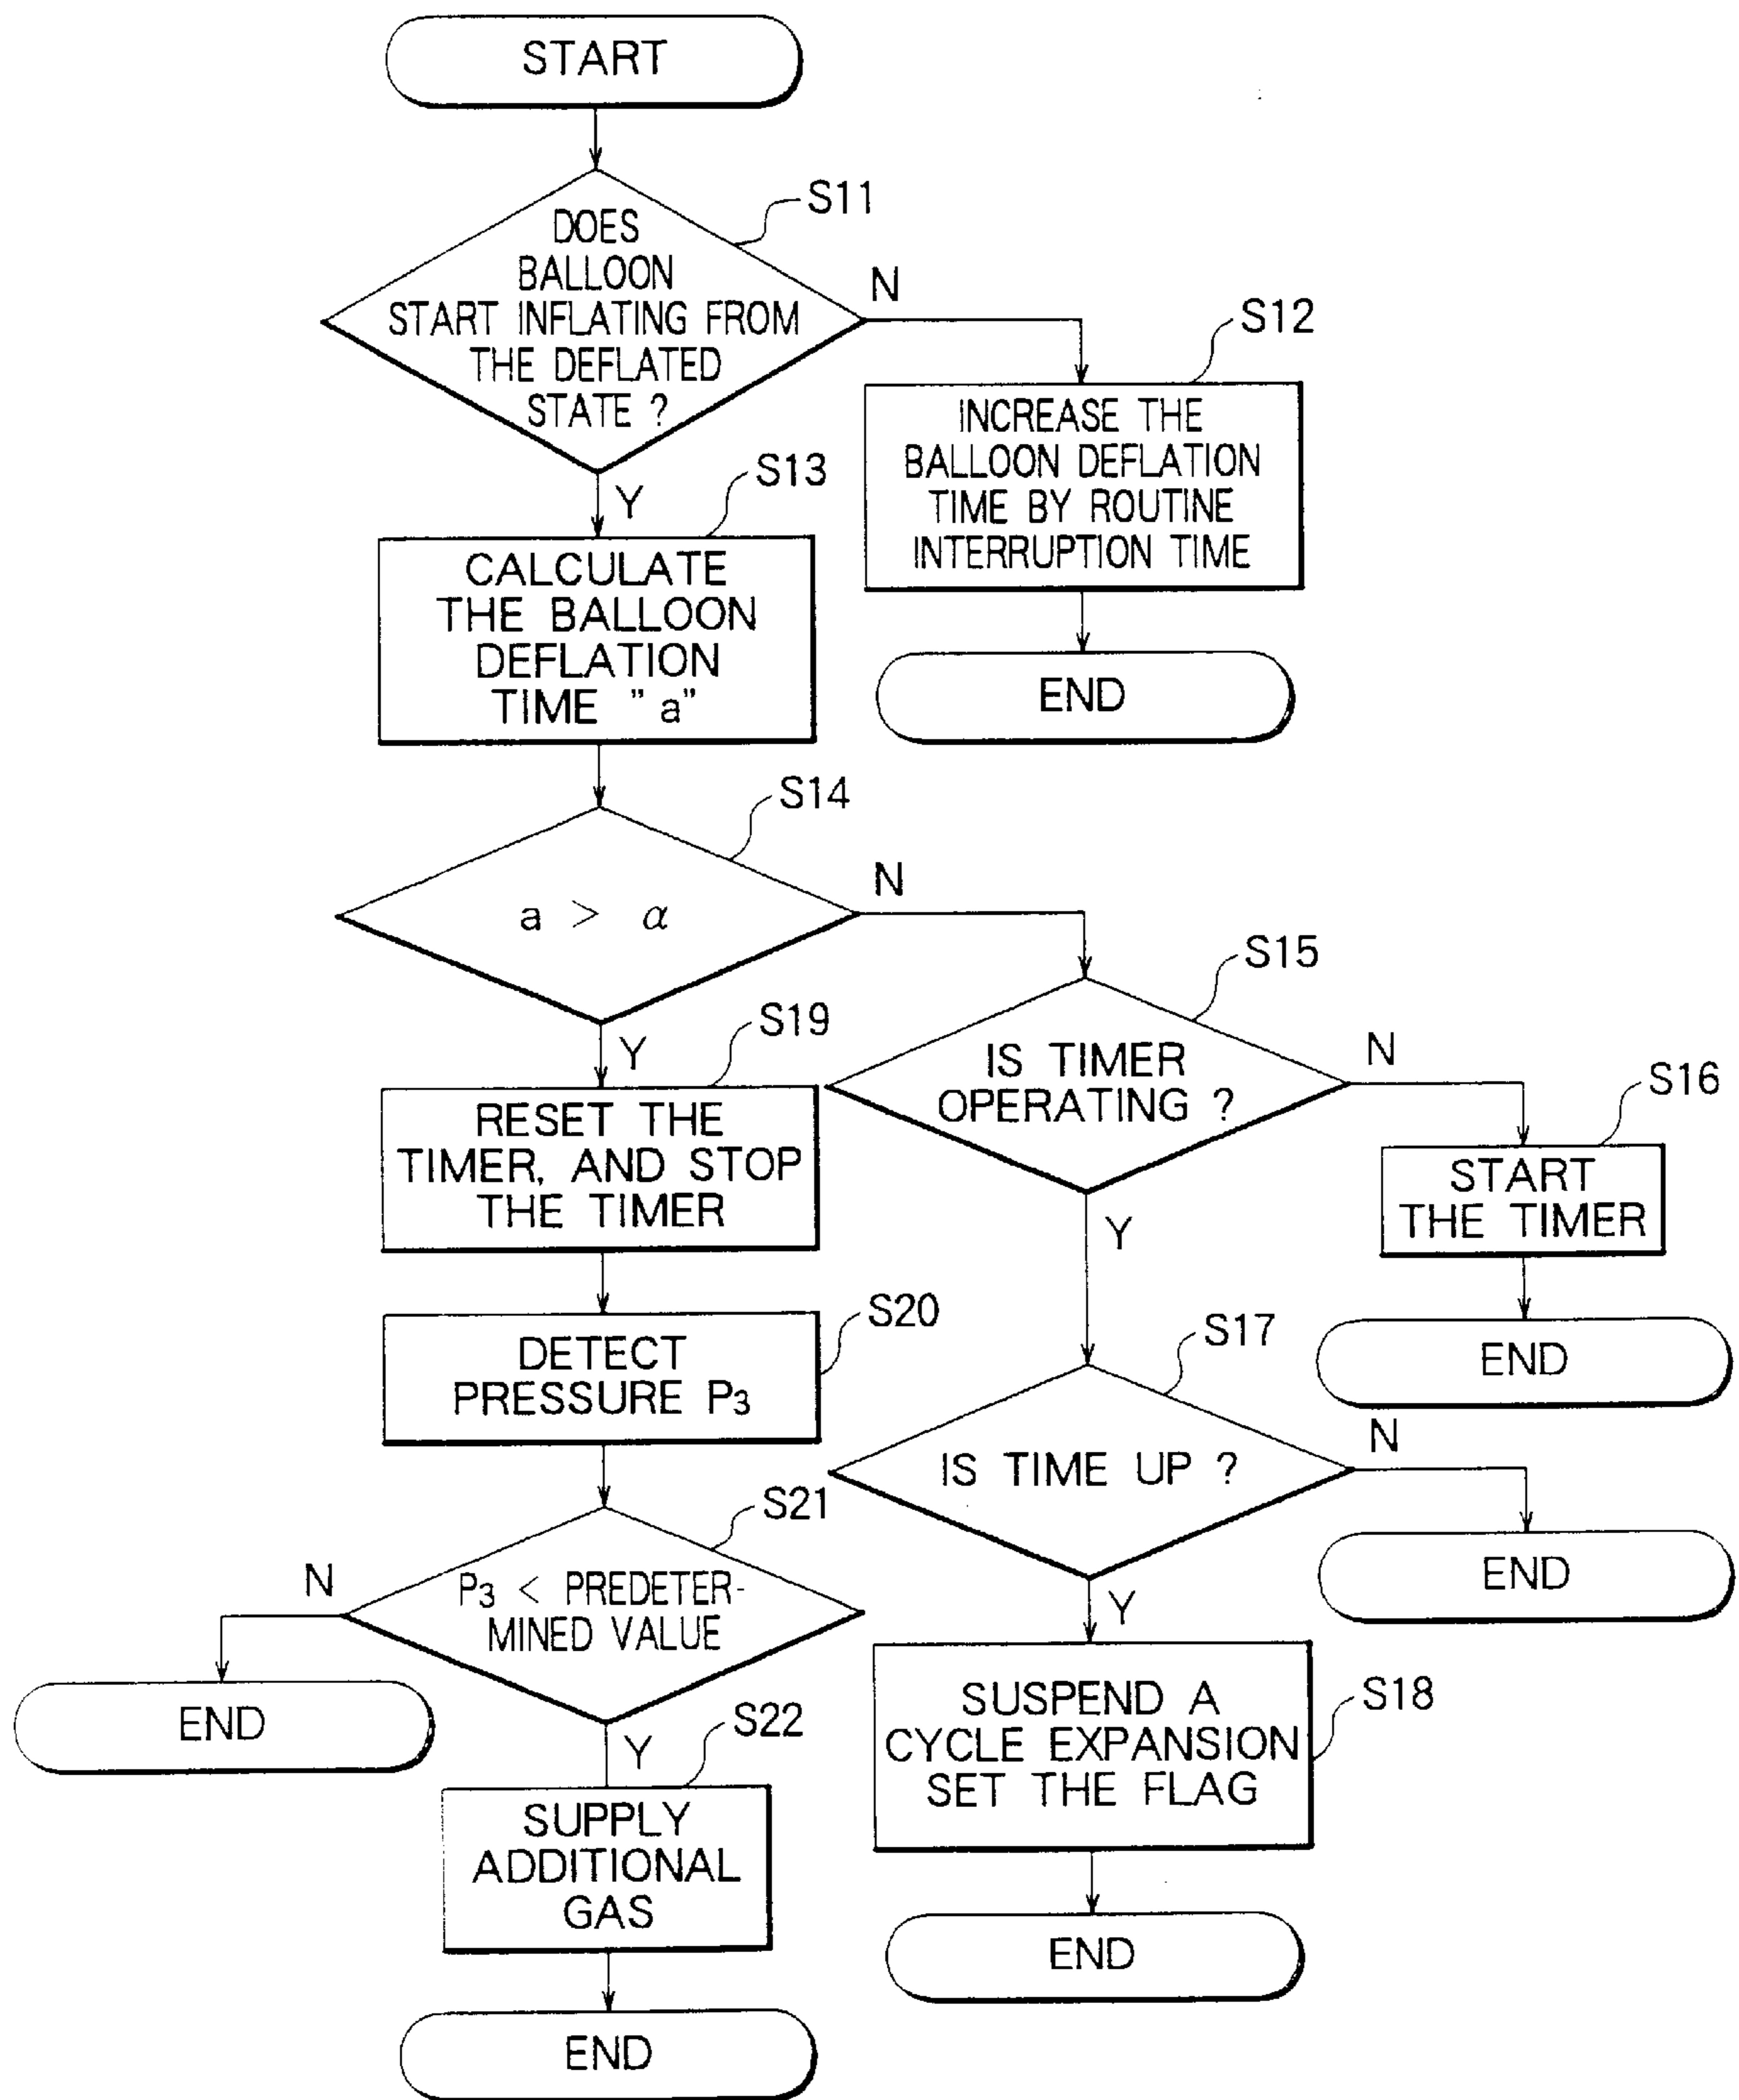 START
S11
DOES
BALLOON
START INFLATING FROM
THE DEFLATED
STATE ?
N
S12
INCREASE THE
BALLOON DEFLATION
TIME BY ROUTINE
INTERRUPTION TIME
END
Y
S13
CALCULATE
THE BALLOON
DEFLATION
TIME "a"
S14
a > α
N
S15
IS TIMER
OPERATING ?
N
S16
START
THE TIMER
END
Y
S19
RESET THE
TIMER, AND STOP
THE TIMER
Y
S17
IS TIME UP ?
N
END
S20
DETECT
PRESSURE P3
S21
P3 < PREDETER-
MINED VALUE
N
END
Y
S22
SUPPLY
ADDITIONAL
GAS
END
Y
S18
SUSPEND A
CYCLE EXPANSION
SET THE FLAG
END